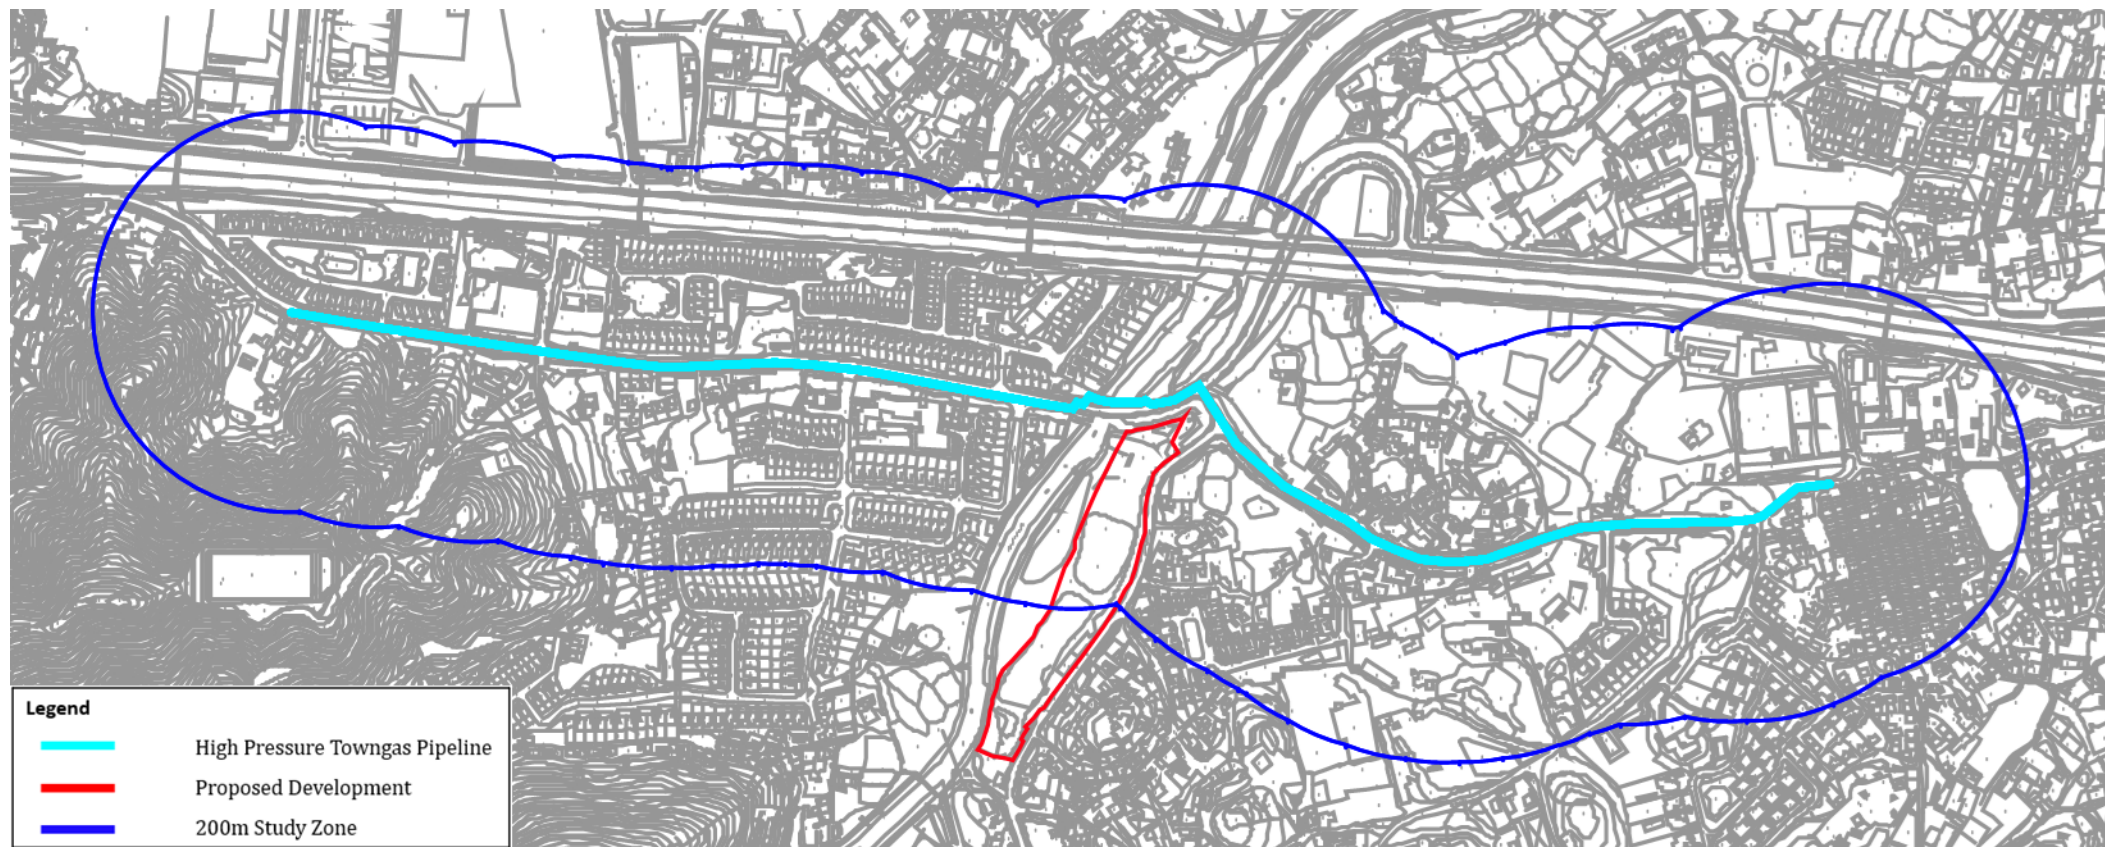 Legend
High Pressure Towngas Pipeline
Proposed Development
200m Study Zone